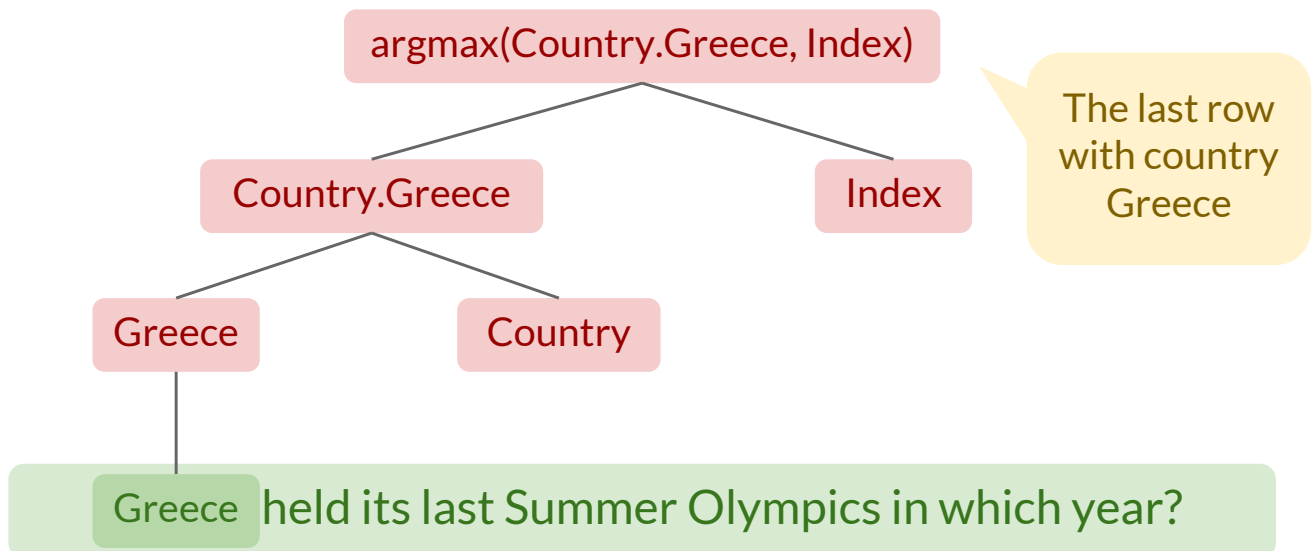 argmax(Country.Greece, Index)
The last row
with country
Greece
Country.Greece
Index
Greece
Country
Greece held its last Summer Olympics in which year?